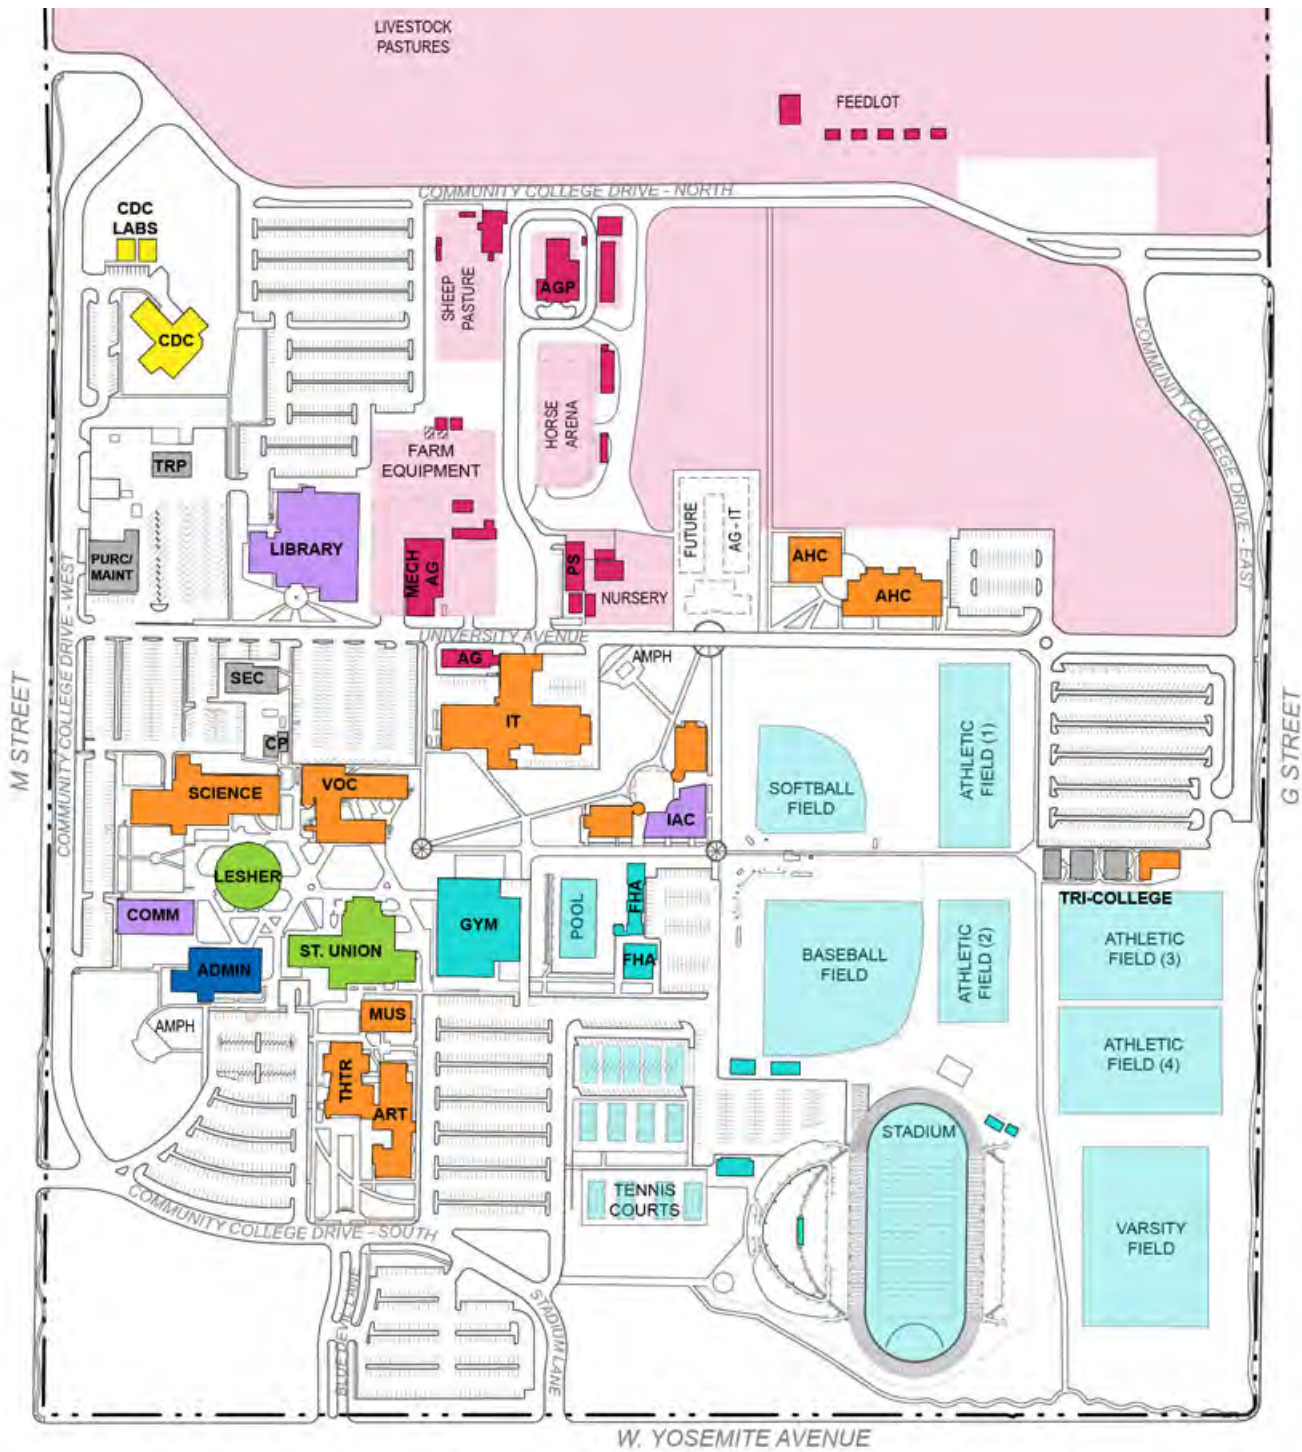 LIVESTOCK
PASTURES
FEEDLOT
COMMUNITY COLLEGE DRIVE - NORTH
CDC
LABS
CDC
SHEEP
PASTURE
AGP
COMMUNITY COLLEGE DRIVE - EAST
HORSE
ARENA
FARM
EQUIPMENT
TRP
LIBRARY
PURC/
MAINT
MECH
AG
PS
NURSERY
FUTURE
AG - IT
AHC
AHC
COMMUNITY COLLEGE DRIVE - WEST
UNIVERSITY AVENUE
M STREET
G STREET
SEC
AG
AMPH
IT
CP
SCIENCE
VOC
IAC
SOFTBALL
FIELD
ATHLETIC
FIELD (1)
LESHER
TRI-COLLEGE
COMM
ST. UNION
GYM
POOL
FHA
FHA
BASEBALL
FIELD
ATHLETIC
FIELD (2)
ATHLETIC
FIELD (3)
ADMIN
AMPH
MUS
THTR
ART
ATHLETIC
FIELD (4)
STADIUM
TENNIS
COURTS
VARSITY
FIELD
COMMUNITY COLLEGE DRIVE - SOUTH
BLUE DEVIL LANE
STADIUM LANE
W. YOSEMITE AVENUE